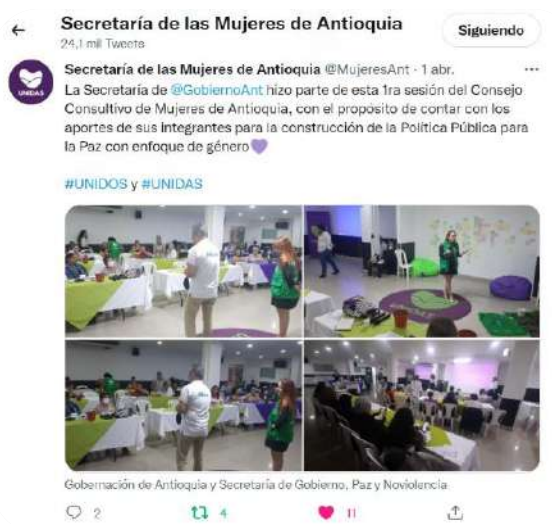 Secretaría de las Mujeres de Antioquia
24,1 mil Tweets
Siguiendo
Secretaría de las Mujeres de Antioquia @MujeresAnt · 1 abr.
La Secretaría de @GobiernoAnt hizo parte de esta 1ra sesión del Consejo
Consultivo de Mujeres de Antioquia, con el propósito de contar con los
aportes de sus integrantes para la construcción de la Política Pública para
la Paz con enfoque de género💜
UNIDAS
#UNIDOS y #UNIDAS
Gobernación de Antioquia y Secretaría de Gobierno, Paz y Noviolencia
2
4
11